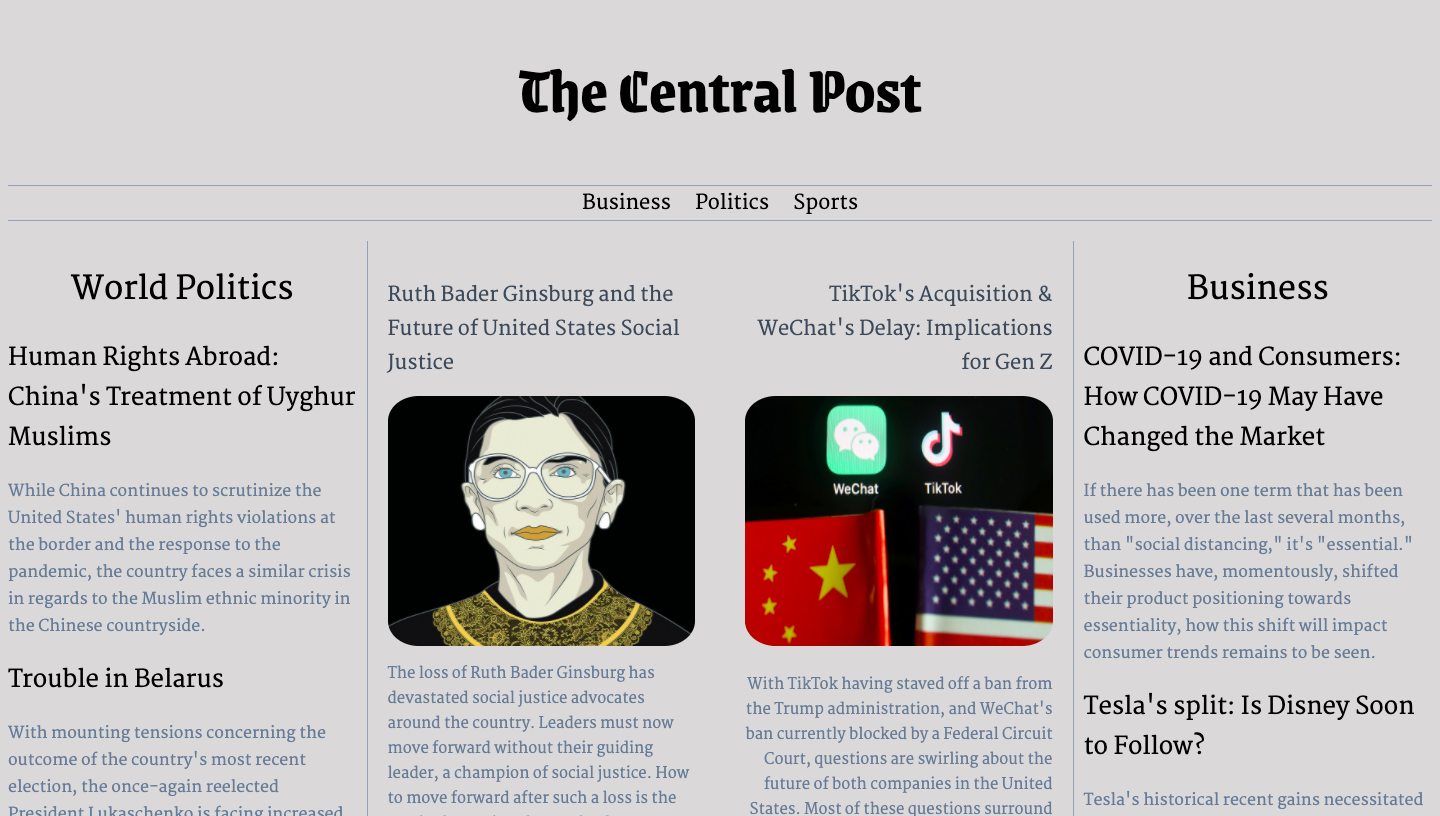 The Central Post
Business Politics Sports
World Politics
Human Rights Abroad:
China's Treatment of Uyghur
Muslims
While China continues to scrutinize the
United States' human rights violations at
the border and the response to the
pandemic, the country faces a similar crisis
in regards to the Muslim ethnic minority in
the Chinese countryside.
Trouble in Belarus
With mounting tensions concerning the
outcome of the country's most recent
election, the once-again reelected
President Lukaschenko is facing increased
Ruth Bader Ginsburg and the
Future of United States Social
Justice
The loss of Ruth Bader Ginsburg has
devastated social justice advocates
around the country. Leaders must now
move forward without their guiding
leader, a champion of social justice. How
to move forward after such a loss is the
TikTok's Acquisition &
WeChat's Delay: Implications
for Gen Z
WeChat TikTok
With TikTok having staved off a ban from
the Trump administration, and WeChat's
ban currently blocked by a Federal Circuit
Court, questions are swirling about the
future of both companies in the United
States. Most of these questions surround
Business
COVID-19 and Consumers:
How COVID-19 May Have
Changed the Market
If there has been one term that has been
used more, over the last several months,
than "social distancing," it's "essential."
Businesses have, momentously, shifted
their product positioning towards
essentiality, how this shift will impact
consumer trends remains to be seen.
Tesla's split: Is Disney Soon
to Follow?
Tesla's historical recent gains necessitated